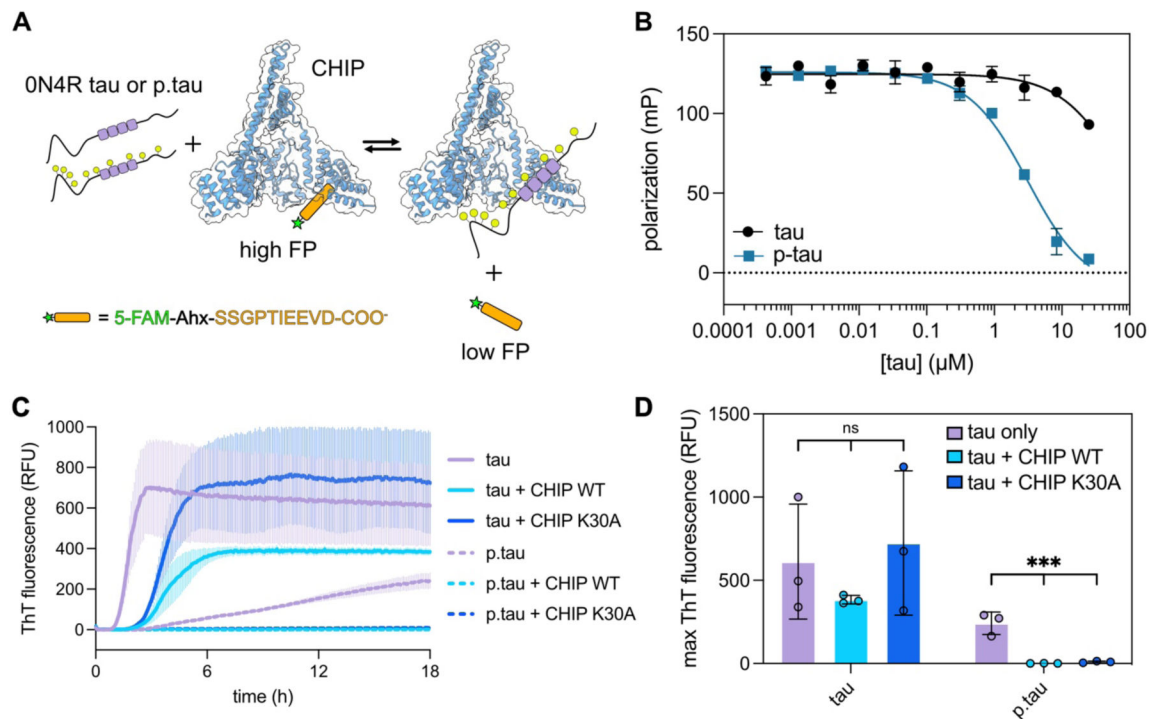 A
0N4R tau or p.tau
CHIP
+
high FP
+
low FP
= 5-FAM-Ahx-SSGPTIEEVD-COO-
B
polarization (mP)
150
100
50
0
tau
p-tau
0.0001 0.001 0.01 0.1 1 10 100
[tau] (µM)
C
ThT fluorescence (RFU)
1000
800
600
400
200
0
0 6 12 18
time (h)
tau
tau + CHIP WT
tau + CHIP K30A
p.tau
p.tau + CHIP WT
p.tau + CHIP K30A
D
max ThT fluorescence (RFU)
1500
1000
500
0
ns
***
tau only
tau + CHIP WT
tau + CHIP K30A
tau p.tau